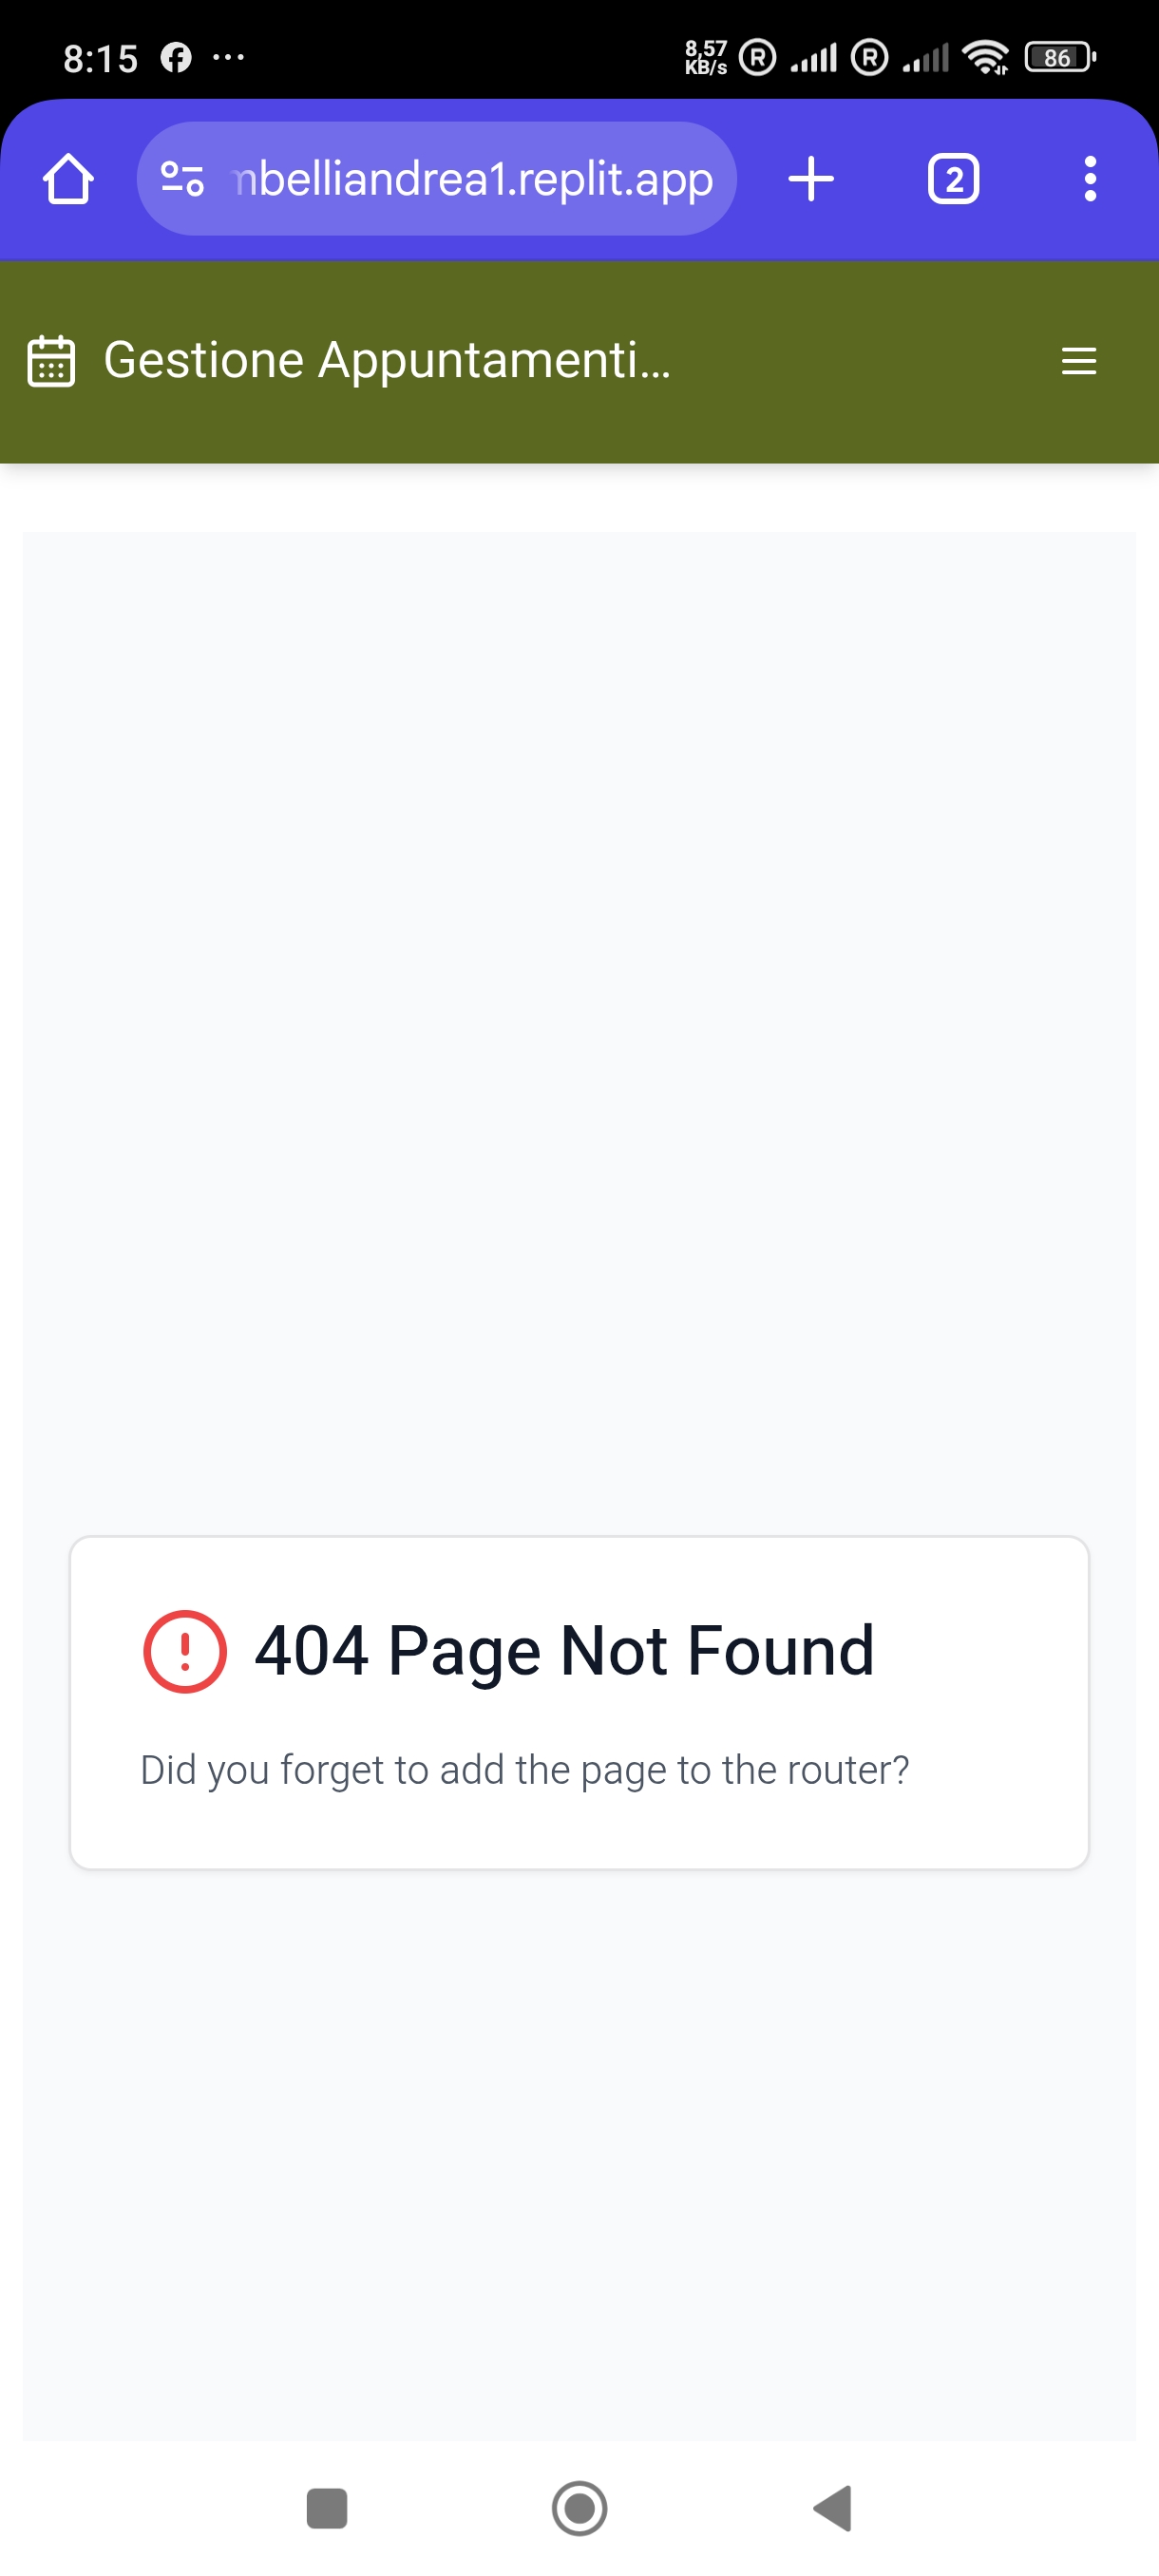 8:15
8,57
KB/s
R
R
86
mbelliandrea1.replit.app
2
Gestione Appuntamenti...
404 Page Not Found
Did you forget to add the page to the router?